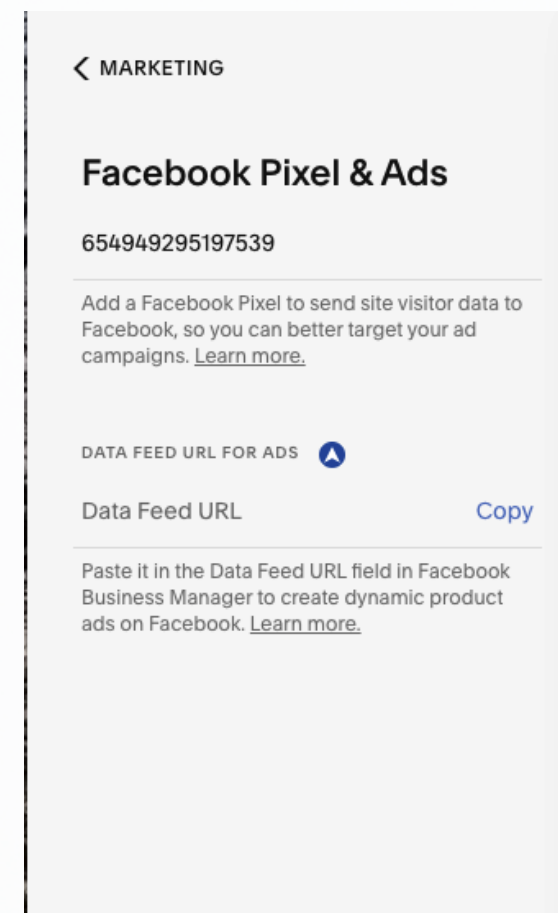 MARKETING
Facebook Pixel & Ads
654949295197539
Add a Facebook Pixel to send site visitor data to
Facebook, so you can better target your ad
campaigns. Learn more.
DATA FEED URL FOR ADS
Data Feed URL Copy
Paste it in the Data Feed URL field in Facebook
Business Manager to create dynamic product
ads on Facebook. Learn more.